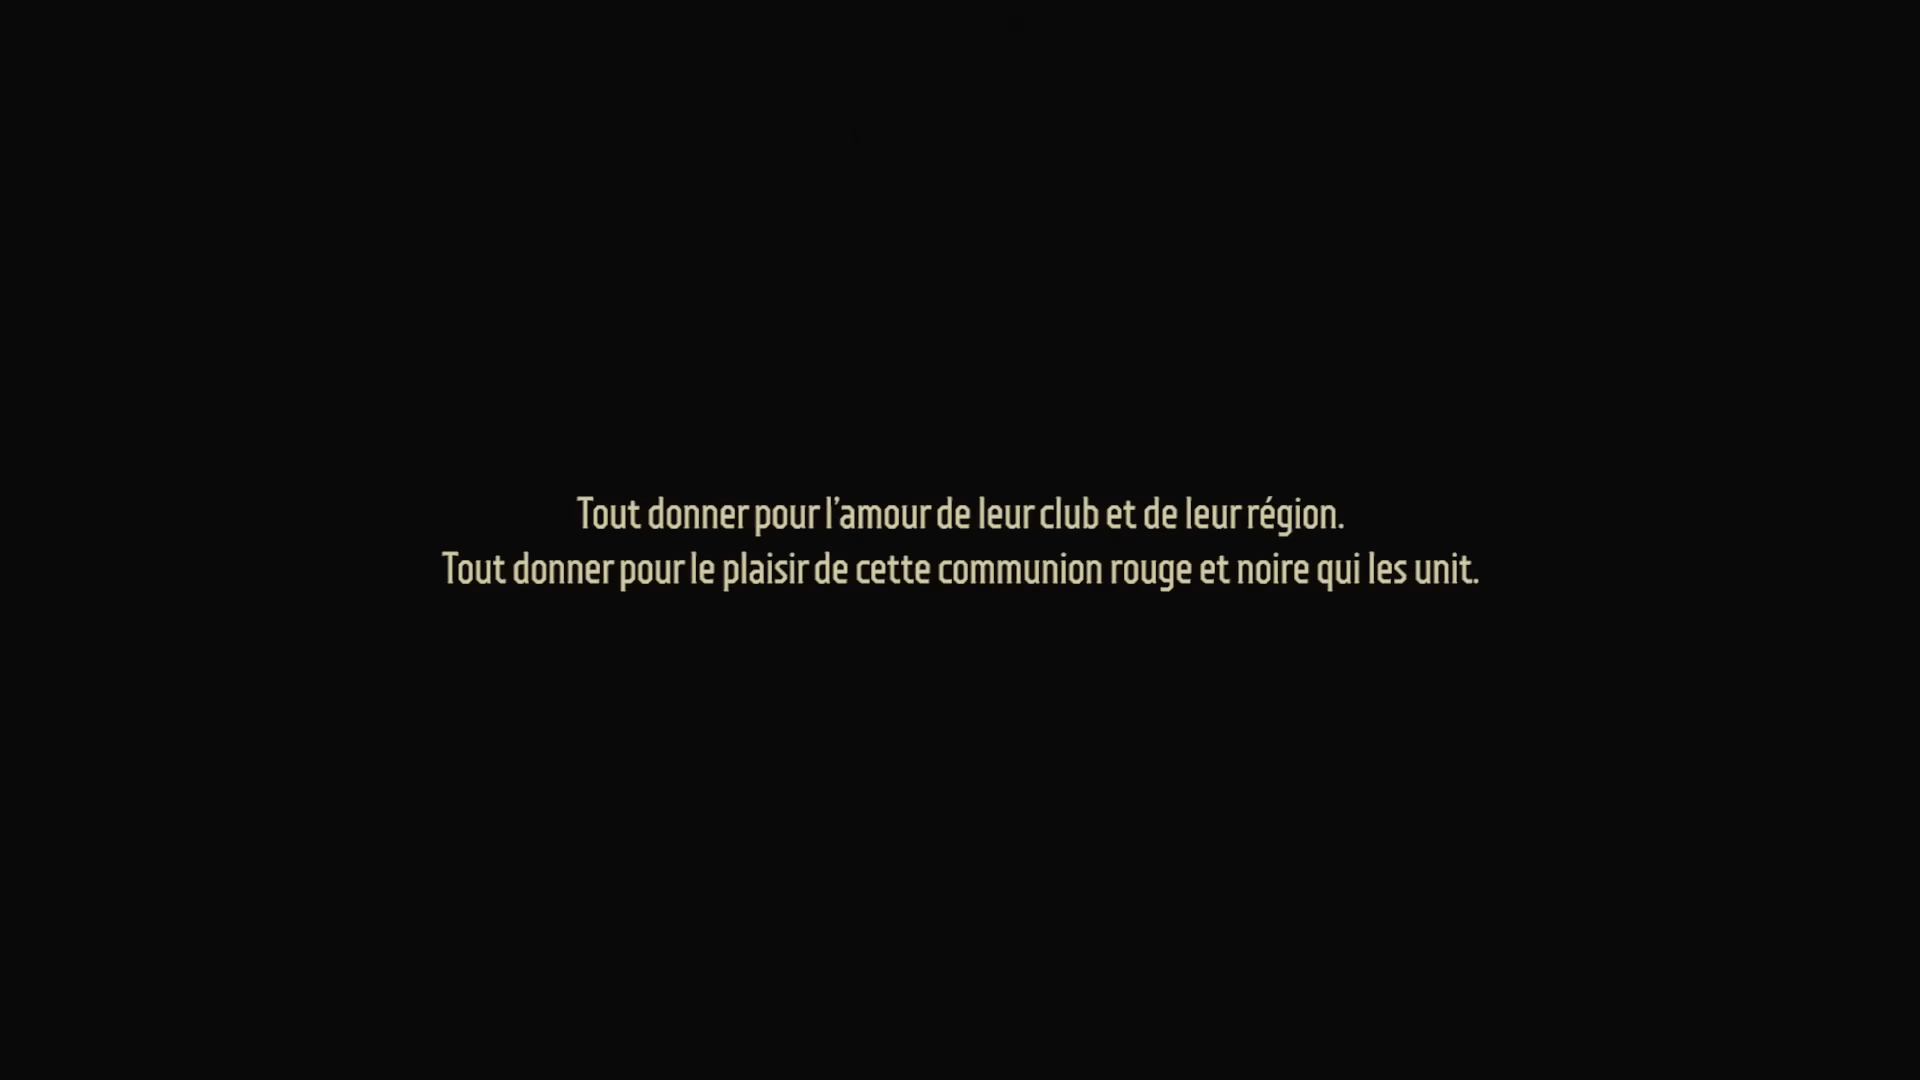 Tout donner pour l’amour de leur club et de leur région.
Tout donner pour le plaisir de cette communion rouge et noire qui les unit.